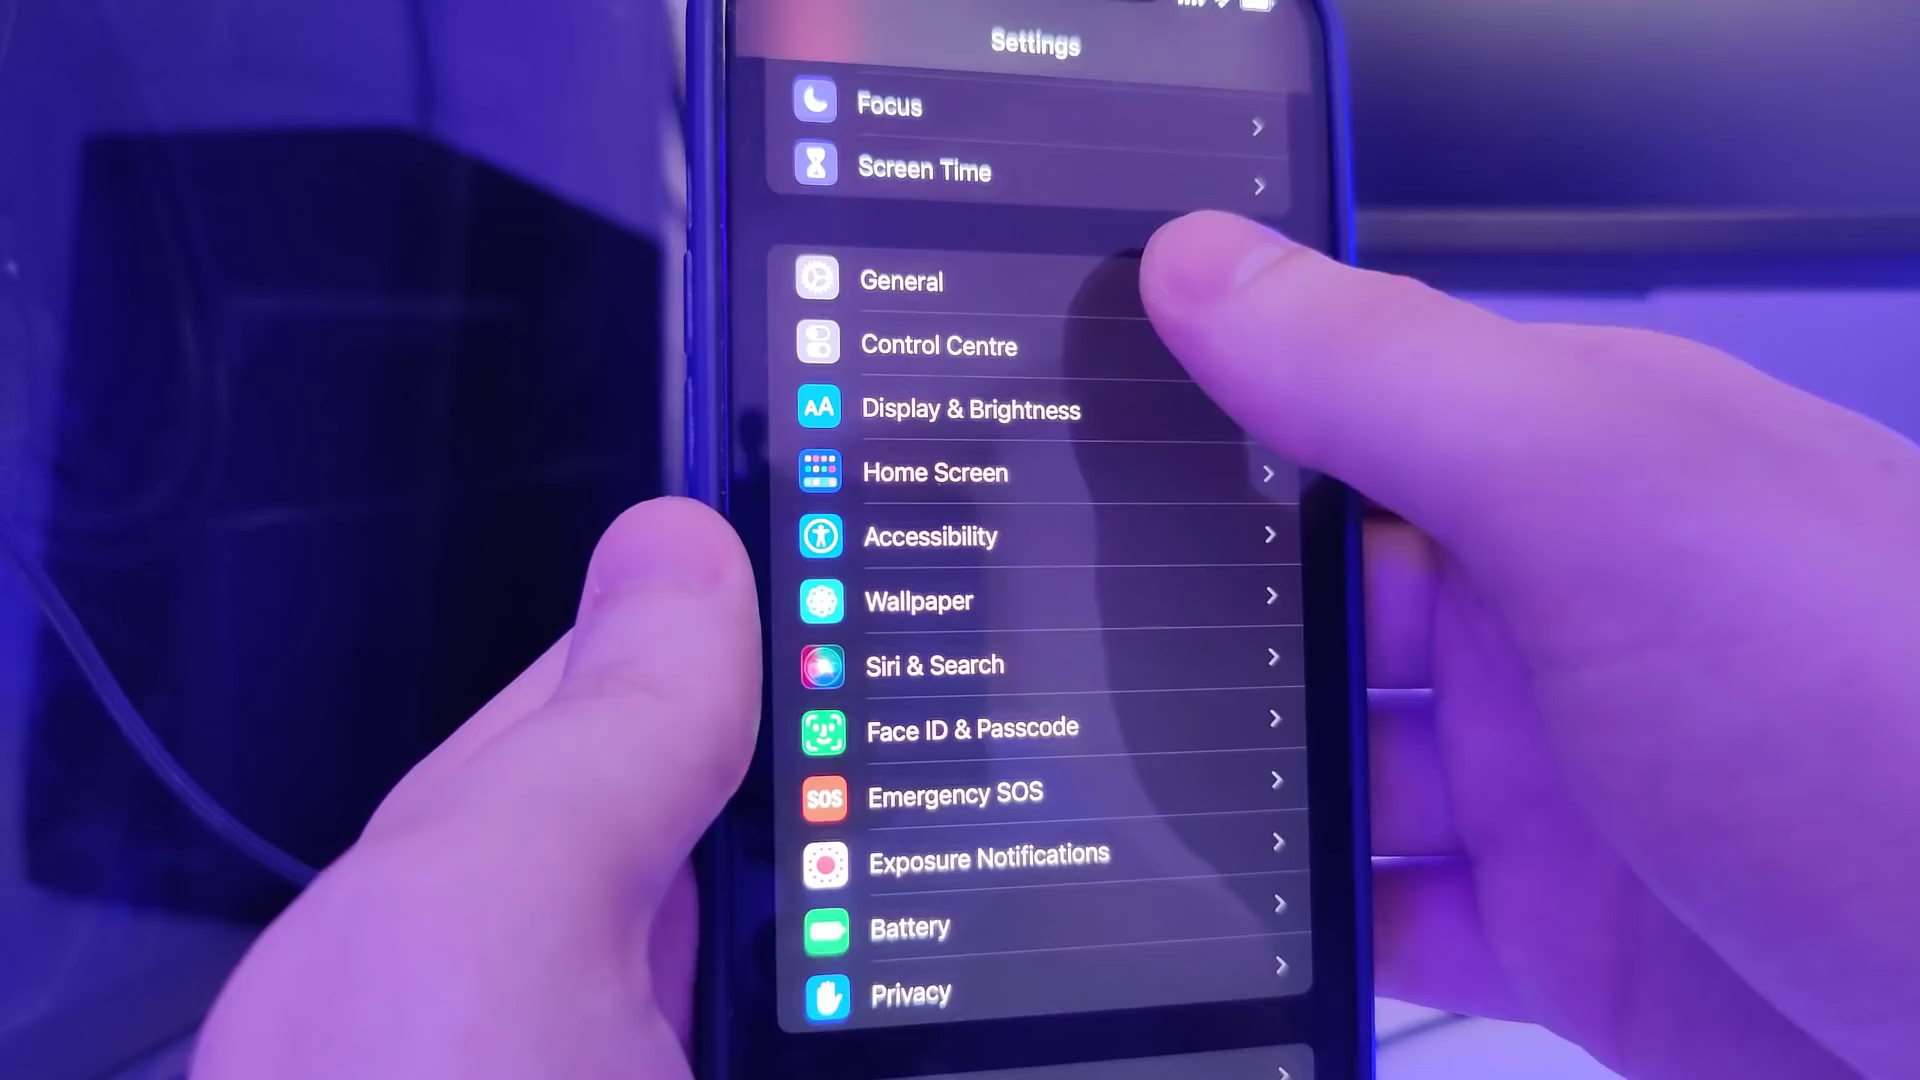 Settings
Focus
Screen Time
General
Control Centre
AA
Display & Brightness
Home Screen
Accessibility
Wallpaper
Siri & Search
Face ID & Passcode
SOS
Emergency SOS
Exposure Notifications
Battery
Privacy